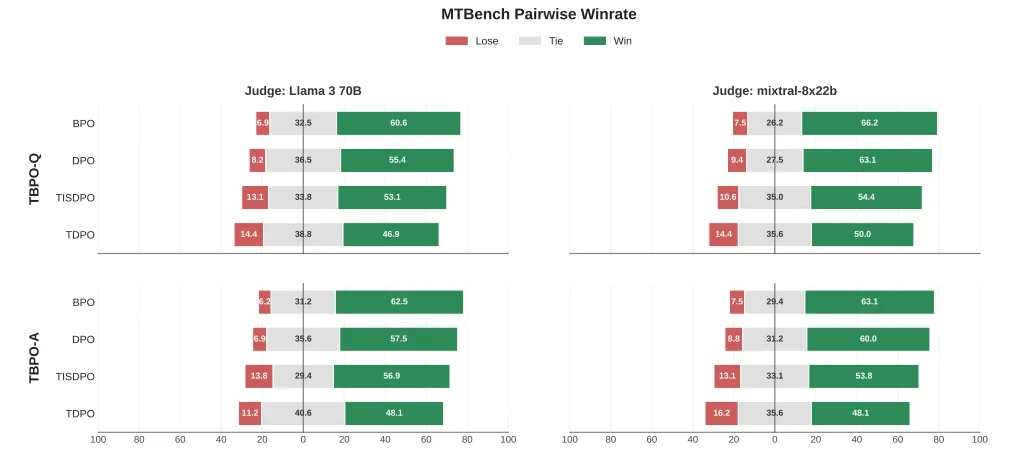 MTBench Pairwise Winrate
Lose Tie Win
Judge: Llama 3 70B
TBPO-Q
BPO 6.9 32.5 60.6
DPO 8.2 36.5 55.4
TISDPO 13.1 33.8 53.1
TDPO 14.4 38.8 46.9
Judge: mixtral-8x22b
7.5 26.2 66.2
9.4 27.5 63.1
10.6 35.0 54.4
14.4 35.6 50.0
TBPO-A
BPO 6.2 31.2 62.5
DPO 6.9 35.6 57.5
TISDPO 13.8 29.4 56.9
TDPO 11.2 40.6 48.1
100 80 60 40 20 0 20 40 60 80 100
7.5 29.4 63.1
8.8 31.2 60.0
13.1 33.1 53.8
16.2 35.6 48.1
100 80 60 40 20 0 20 40 60 80 100